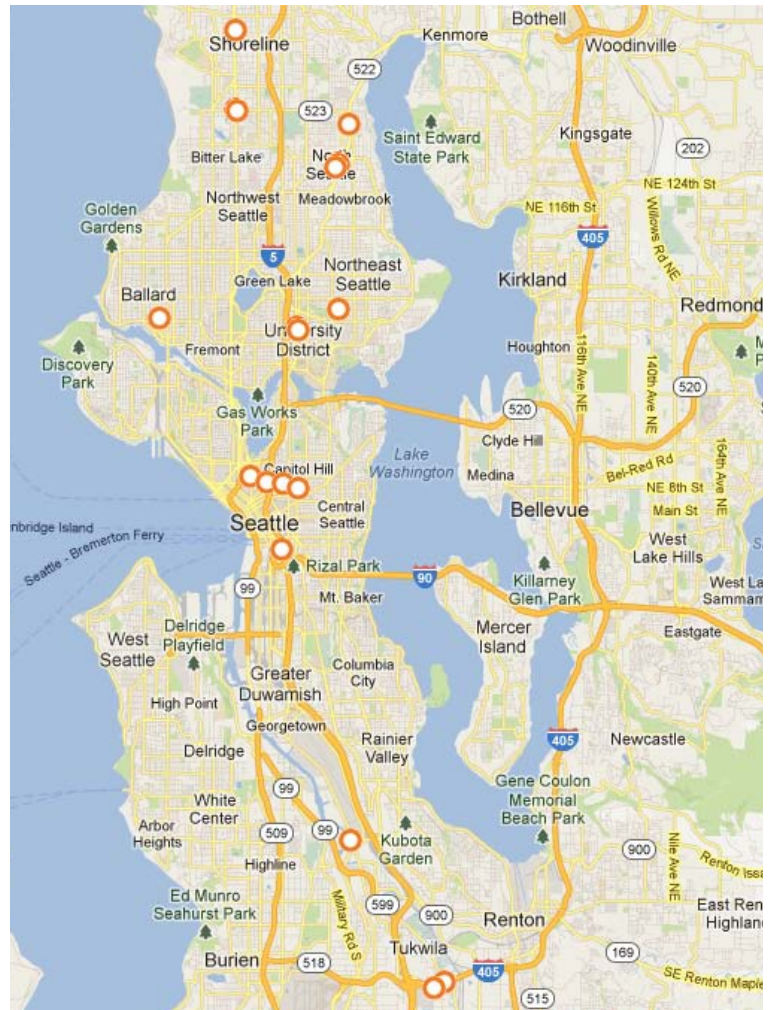 Bothell
Shoreline
Kenmore
Woodinville
522
523
Saint Edward
State Park
Kingsgate
202
Bitter Lake
North
Seattle
Meadowbrook
NE 124th St
Northwest
Seattle
NE 116th St
Willows Rd NE
Golden
Gardens
405
5
Northeast
Seattle
Green Lake
Kirkland
Ballard
Redmond
University
District
Fremont
Houghton
116th Ave NE
140th Ave NE
Discovery
Park
520
Gas Works
Park
520
Clyde Hill
164th Ave NE
Lake
Washington
Capitol Hill
Medina
Bel-Red Rd
NE 8th St
Central
Seattle
Bellevue
Main St
Seattle
nbridge Island
Seattle - Bremerton Ferry
West
Lake Hills
Rizal Park
90
Killarney
Glen Park
West La
Sammam
99
Mt. Baker
Delridge
Playfield
Mercer
Island
Eastgate
West
Seattle
Columbia
City
Greater
Duwamish
High Point
Georgetown
405
Newcastle
Delridge
Rainier
Valley
Gene Coulon
Memorial
Beach Park
White
Center
99
Arbor
Heights
509
99
Kubota
Garden
900
Nile Ave NE
Renton Issa
Highline
Military Rd S
Ed Munro
Seahurst Park
599
900
Renton
East Ren
Highland
Tukwila
169
Burien
518
405
SE Renton Maple
515